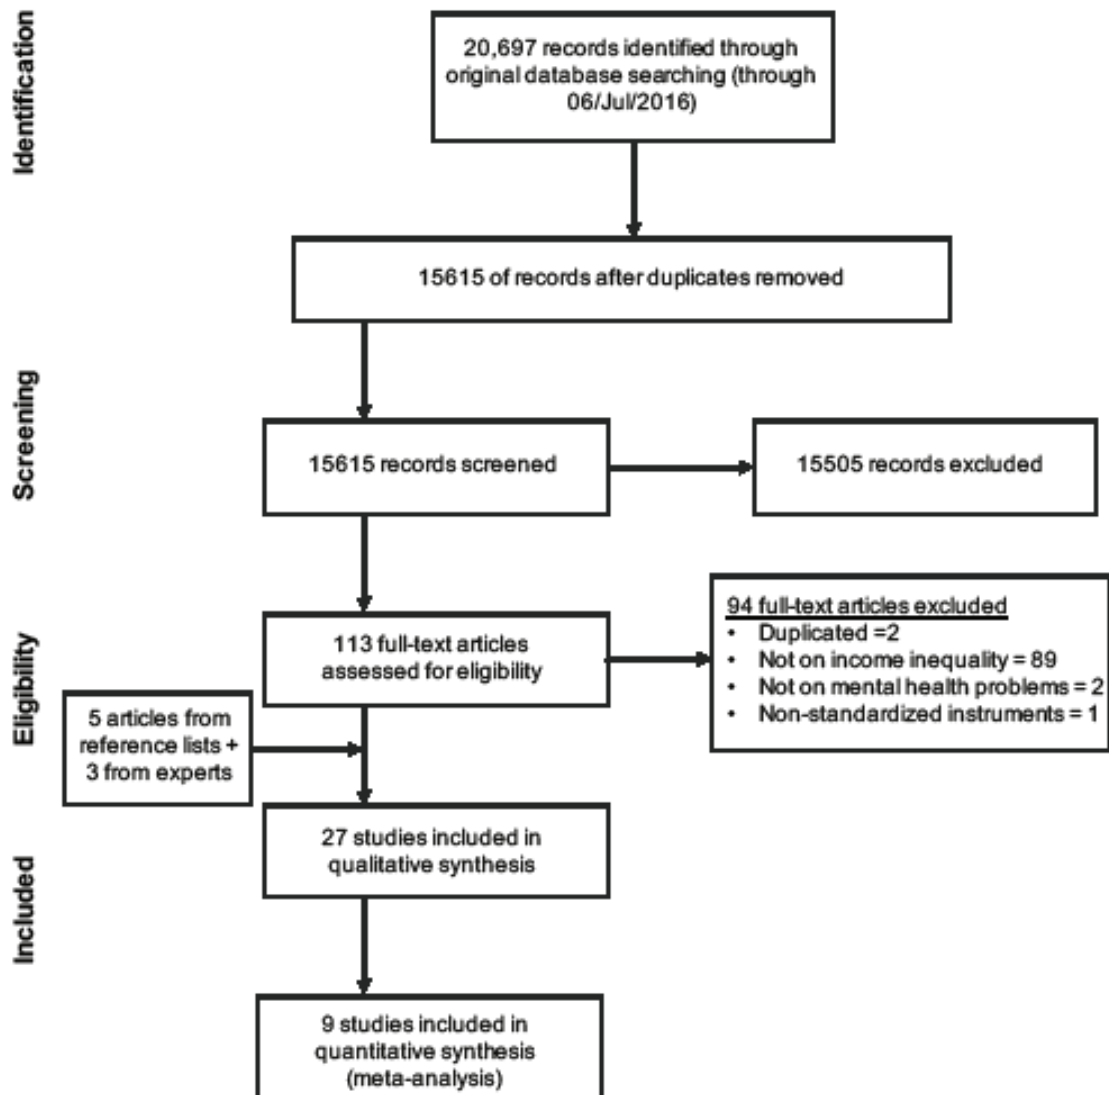 Identification
20,697 records identified through
original database searching (through
06/Jul/2016)
15615 of records after duplicates removed
Screening
15615 records screened
15505 records excluded
Eligibility
113 full-text articles
assessed for eligibility
94 full-text articles excluded
• Duplicated =2
• Not on income inequality = 89
• Not on mental health problems = 2
• Non-standardized instruments = 1
5 articles from
reference lists +
3 from experts
Included
27 studies included in
qualitative synthesis
9 studies included in
quantitative synthesis
(meta-analysis)